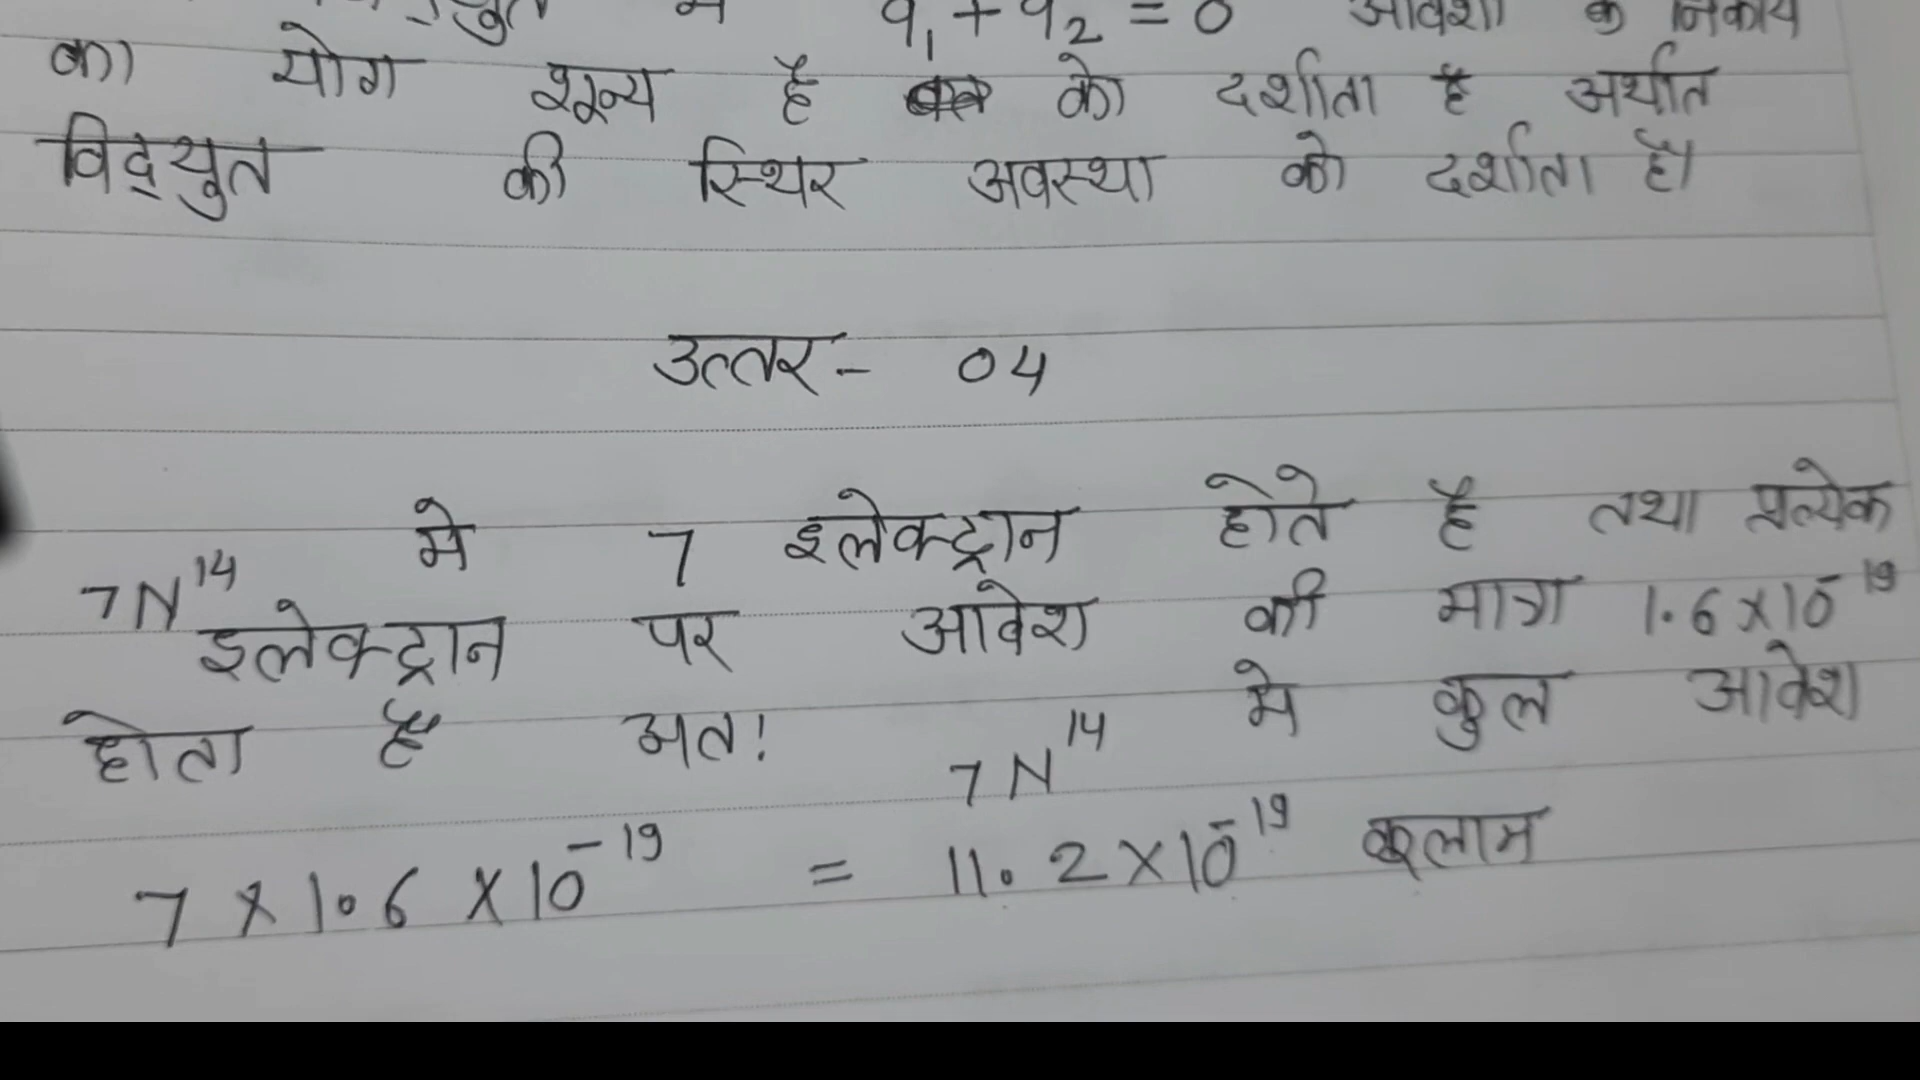 में q₁ + q₂ = 0 आवेशों के निकाय
का योग शून्य है को दर्शाता है अर्थात
विद्युत की स्थिर अवस्था को दर्शाता है।
उत्तर - 04
7N¹⁴ मे 7 इलेक्ट्रान होते है तथा प्रत्येक
इलेक्ट्रान पर आवेश की मात्रा 1.6×10⁻¹⁹
होता है अत! 7N¹⁴ मे कुल आवेश
7 × 1.6 × 10⁻¹⁹ = 11.2×10⁻¹⁹ कूलाम